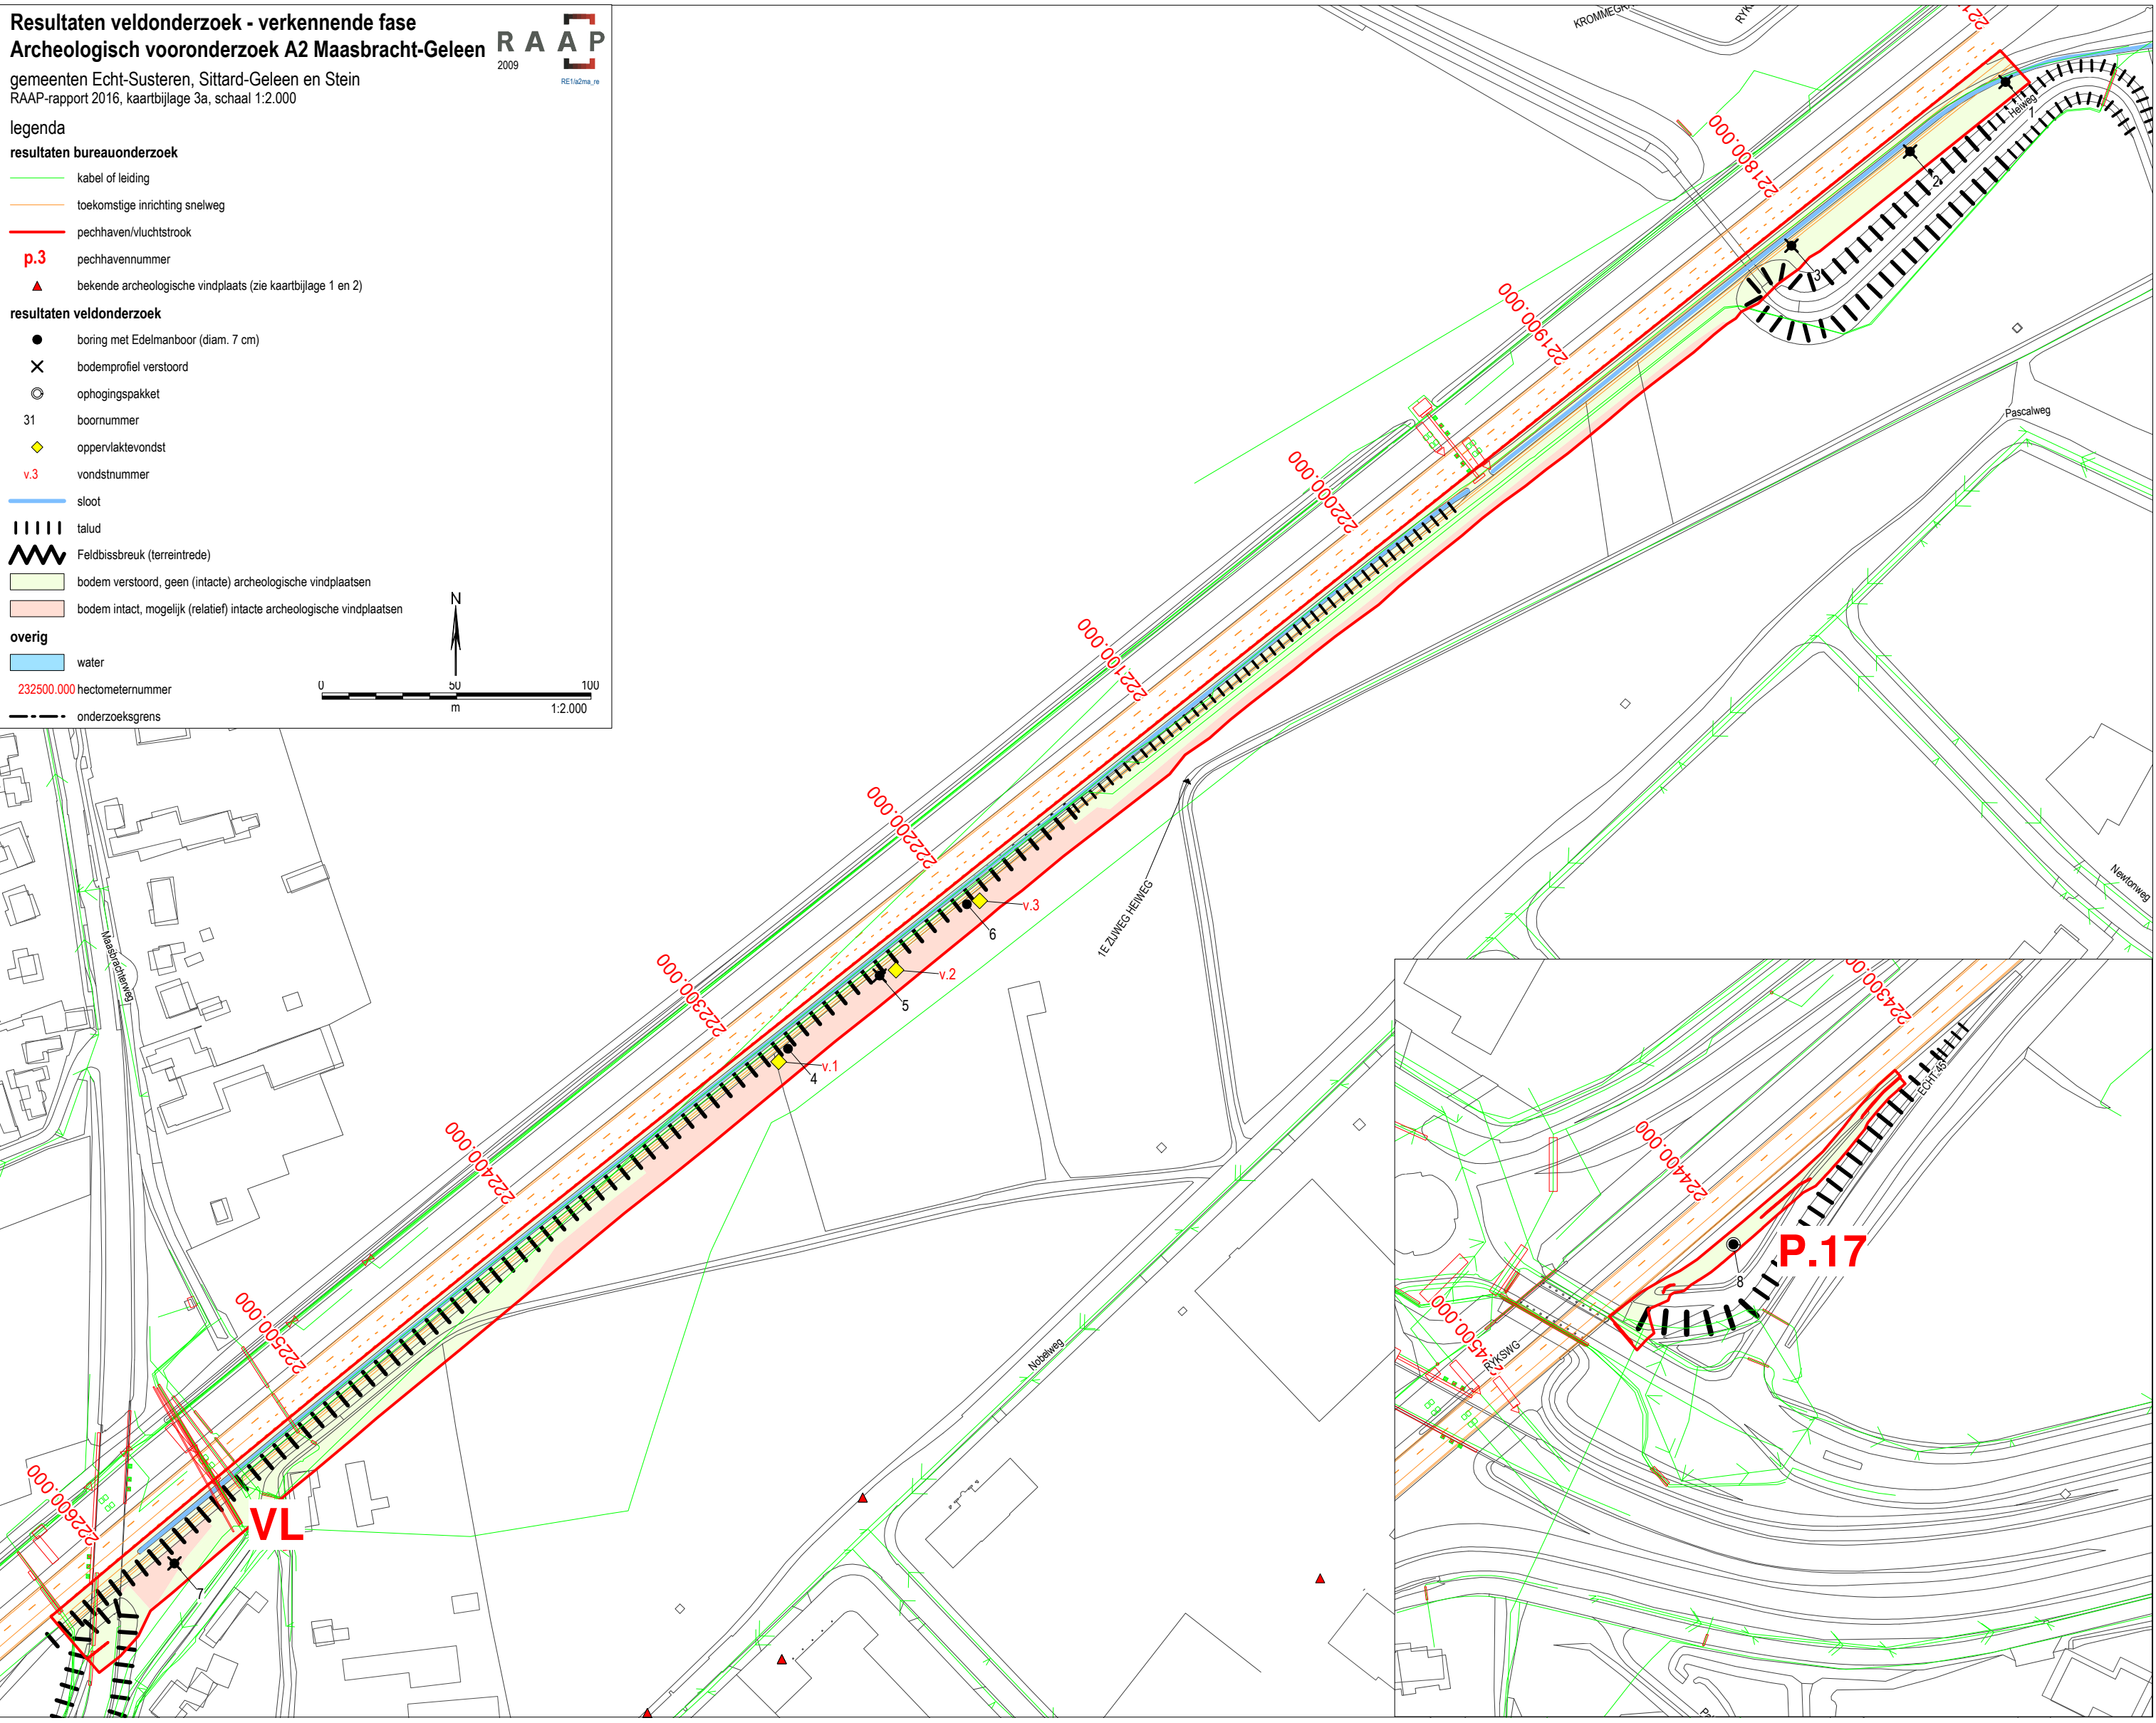 Resultaten veldonderzoek - verkennende fase
Archeologisch vooronderzoek A2 Maasbracht-Geleen
R A A P
2009
RE1/a2ma_re
gemeenten Echt-Susteren, Sittard-Geleen en Stein
RAAP-rapport 2016, kaartbijlage 3a, schaal 1:2.000
legenda
resultaten bureauonderzoek
kabel of leiding
toekomstige inrichting snelweg
pechhaven/vluchtstrook
p.3 pechhavennummer
bekende archeologische vindplaats (zie kaartbijlage 1 en 2)
resultaten veldonderzoek
boring met Edelmanboor (diam. 7 cm)
bodemprofiel verstoord
ophogingspakket
31 boornummer
oppervlaktevondst
v.3 vondstnummer
sloot
talud
Feldbissbreuk (terreintrede)
bodem verstoord, geen (intacte) archeologische vindplaatsen
bodem intact, mogelijk (relatief) intacte archeologische vindplaatsen
overig
water
232500.000 hectometernummer
onderzoeksgrens
N
0 50 100
m 1:2.000
Heiweg
1
2
3
221800.000
221900.000
222000.000
222100.000
222200.000
222300.000
222400.000
222500.000
222600.000
Pascalweg
Newtonweg
1E ZIJWEG HEIWEG
v.3
6
v.2
5
v.1
4
Maasbrachterweg
Nobelweg
VL
7
224300.000
224400.000
224500.000
ECHT_45
P.17
8
RYKSWG